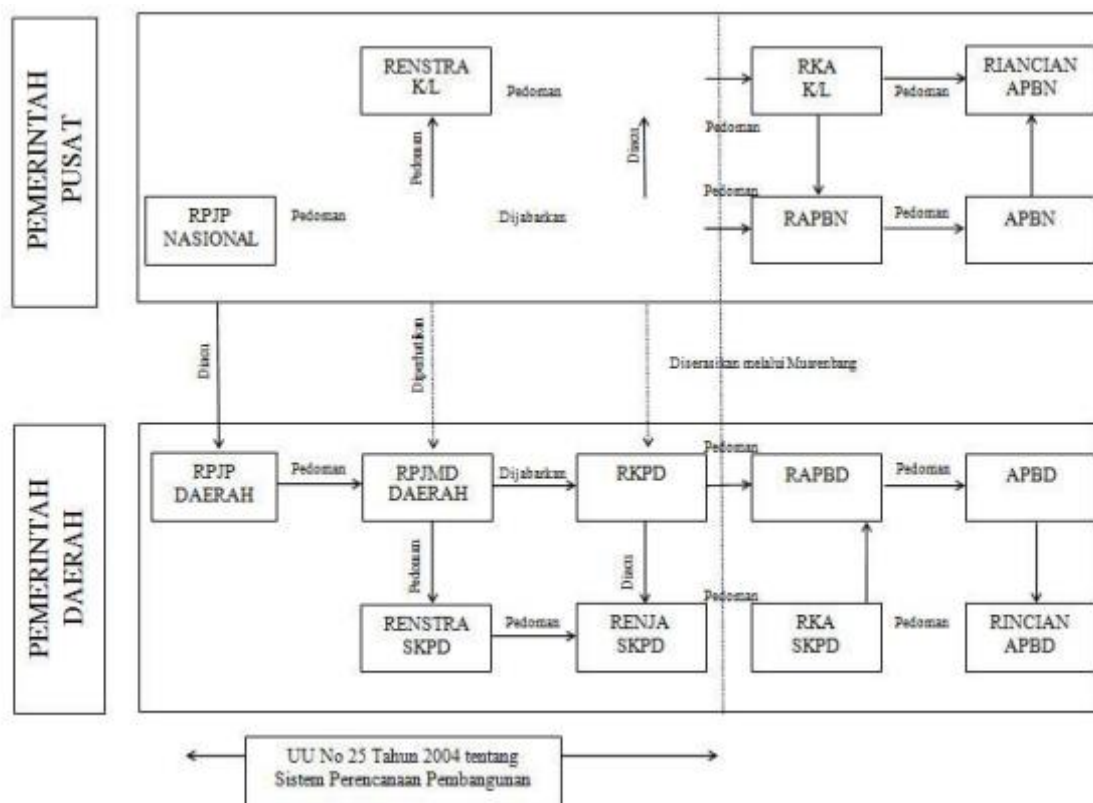 PEMERINTAH
PUSAT
RENSTRA
K/L
Pedoman
RKA
K/L
Pedoman
RIANCIAN
APBN
Pedoman
Diacu
Pedoman
Pedoman
RPJP
NASIONAL
Pedoman
Dijabarkan
RAPBN
Pedoman
APBN
Diacu
Diperhatikan
Diserasikan melalui Musrenbang
PEMERINTAH
DAERAH
RPJP
DAERAH
Pedoman
RPJMD
DAERAH
Dijabarkan
RKPD
Pedoman
RAPBD
Pedoman
APBD
Pedoman
Diacu
RENSTRA
SKPD
Pedoman
RENJA
SKPD
Pedoman
RKA
SKPD
Pedoman
RINCIAN
APBD
UU No 25 Tahun 2004 tentang
Sistem Perencanaan Pembangunan